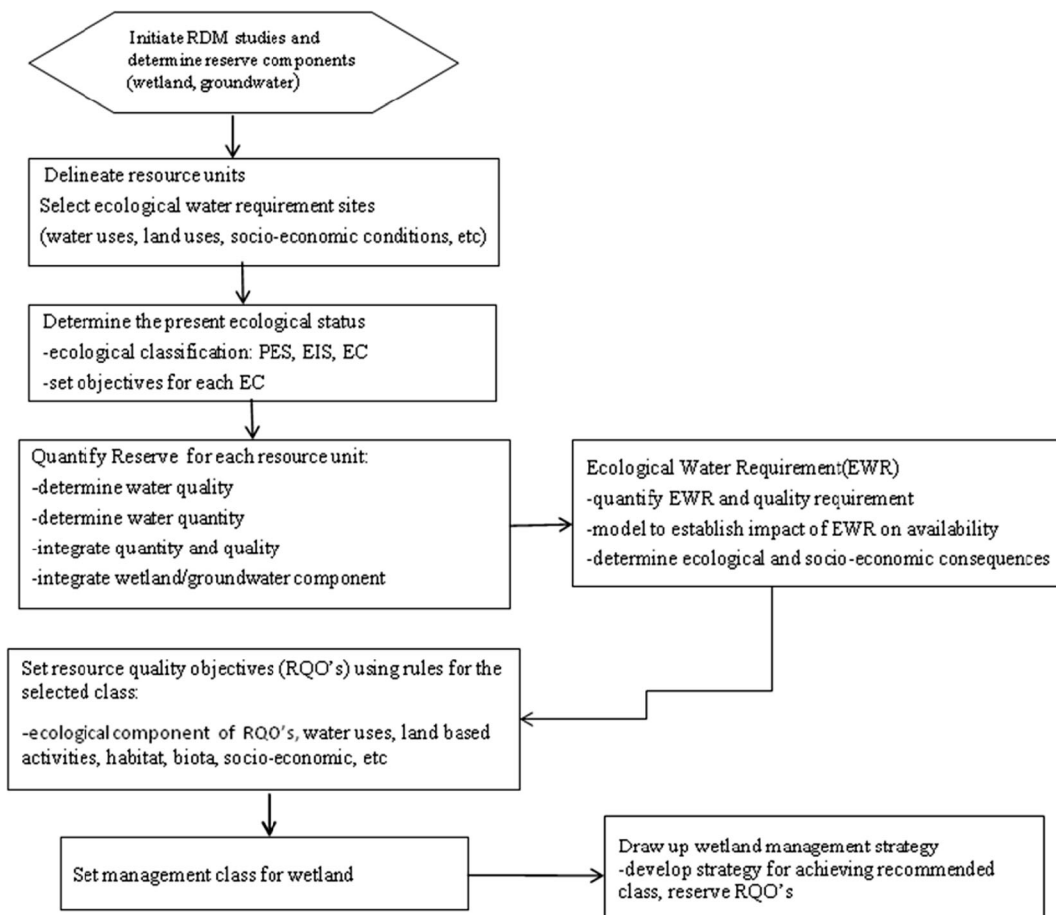 Initiate RDM studies and
determine reserve components
(wetland, groundwater)
Delineate resource units
Select ecological water requirement sites
(water uses, land uses, socio-economic conditions, etc)
Determine the present ecological status
-ecological classification: PES, EIS, EC
-set objectives for each EC
Quantify Reserve for each resource unit:
-determine water quality
-determine water quantity
-integrate quantity and quality
-integrate wetland/groundwater component
Ecological Water Requirement(EWR)
-quantify EWR and quality requirement
-model to establish impact of EWR on availability
-determine ecological and socio-economic consequences
Set resource quality objectives (RQO's) using rules for the
selected class:
-ecological component of RQO's, water uses, land based
activities, habitat, biota, socio-economic, etc
Set management class for wetland
Draw up wetland management strategy
-develop strategy for achieving recommended
class, reserve RQO's